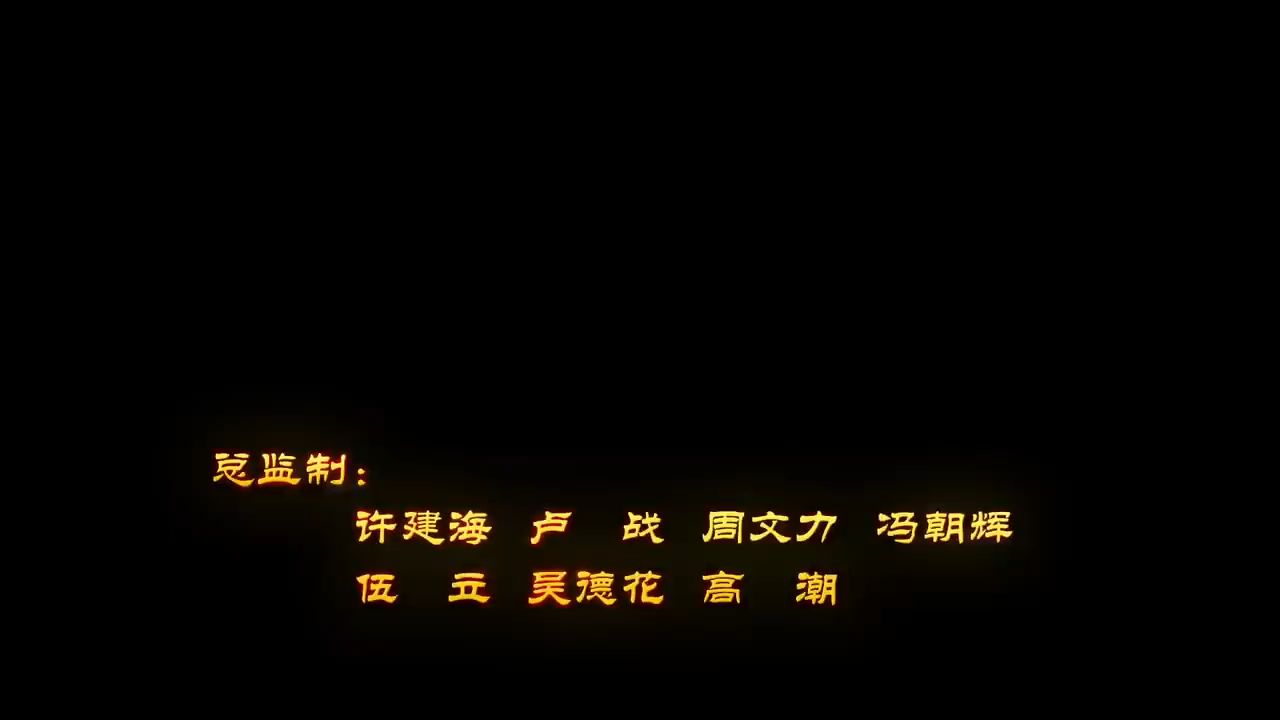 总监制：
许建海 卢 战 周文力 冯朝辉
伍 立 吴德花 高 潮